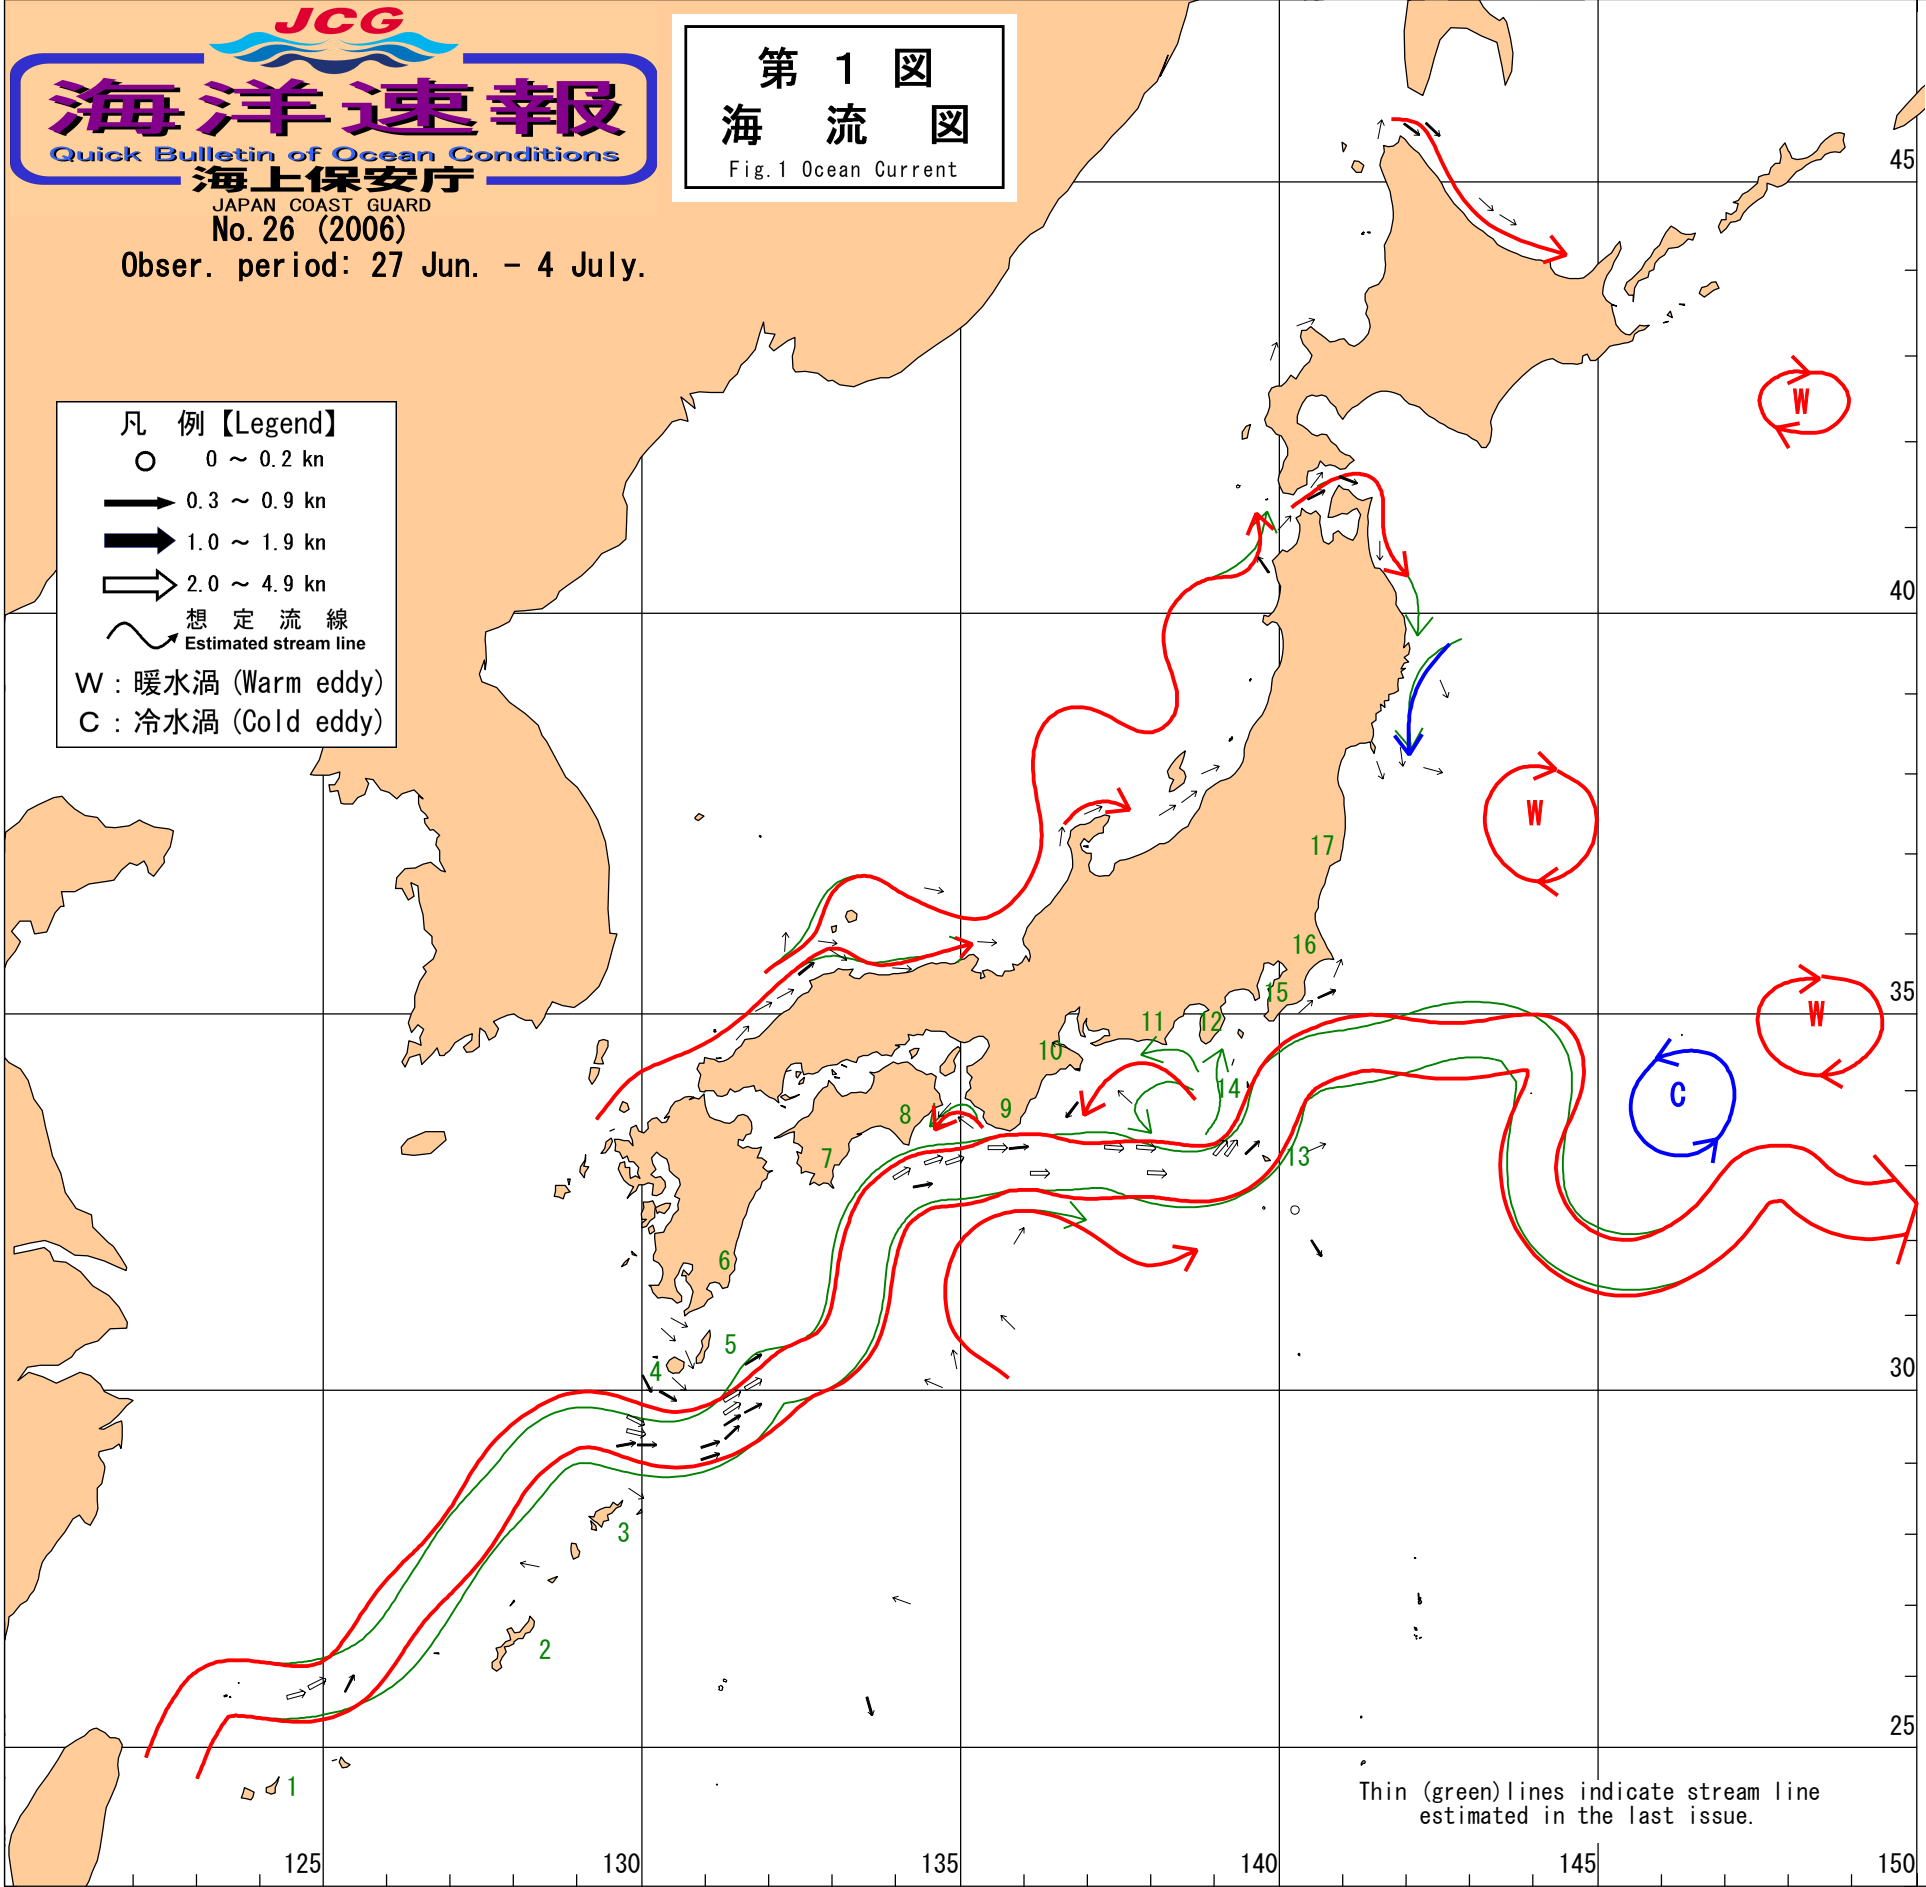 JCG
海洋速報
Quick Bulletin of Ocean Conditions
海上保安庁
JAPAN COAST GUARD
No.26 (2006)
Obser. period: 27 Jun. - 4 July.
第 1 図
海 流 図
Fig.1 Ocean Current
凡 例【Legend】
0 ～ 0.2 kn
0.3 ～ 0.9 kn
1.0 ～ 1.9 kn
2.0 ～ 4.9 kn
想 定 流 線
Estimated stream line
W : 暖水渦 (Warm eddy)
C : 冷水渦 (Cold eddy)
45
W
40
W
17
16
35
15
W
11
12
10
C
14
8
9
7
13
6
5
4
30
3
2
25
1
Thin (green)lines indicate stream line
estimated in the last issue.
125
130
135
140
145
150